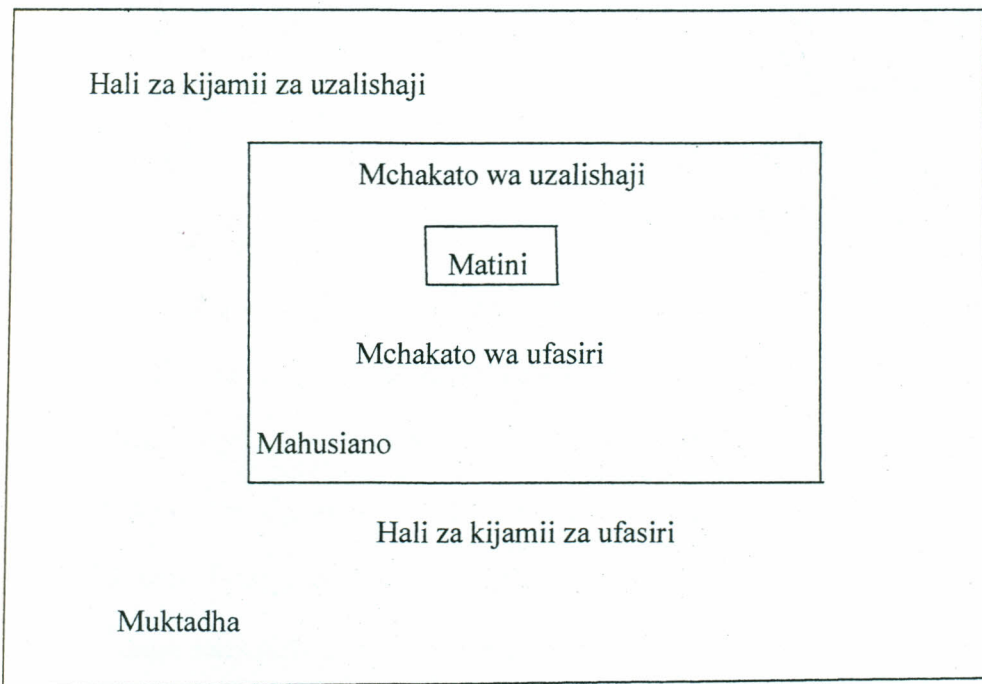 Hali za kijamii za uzalishaji
Mchakato wa uzalishaji
Matini
Mchakato wa ufasiri
Mahusiano
Hali za kijamii za ufasiri
Muktadha